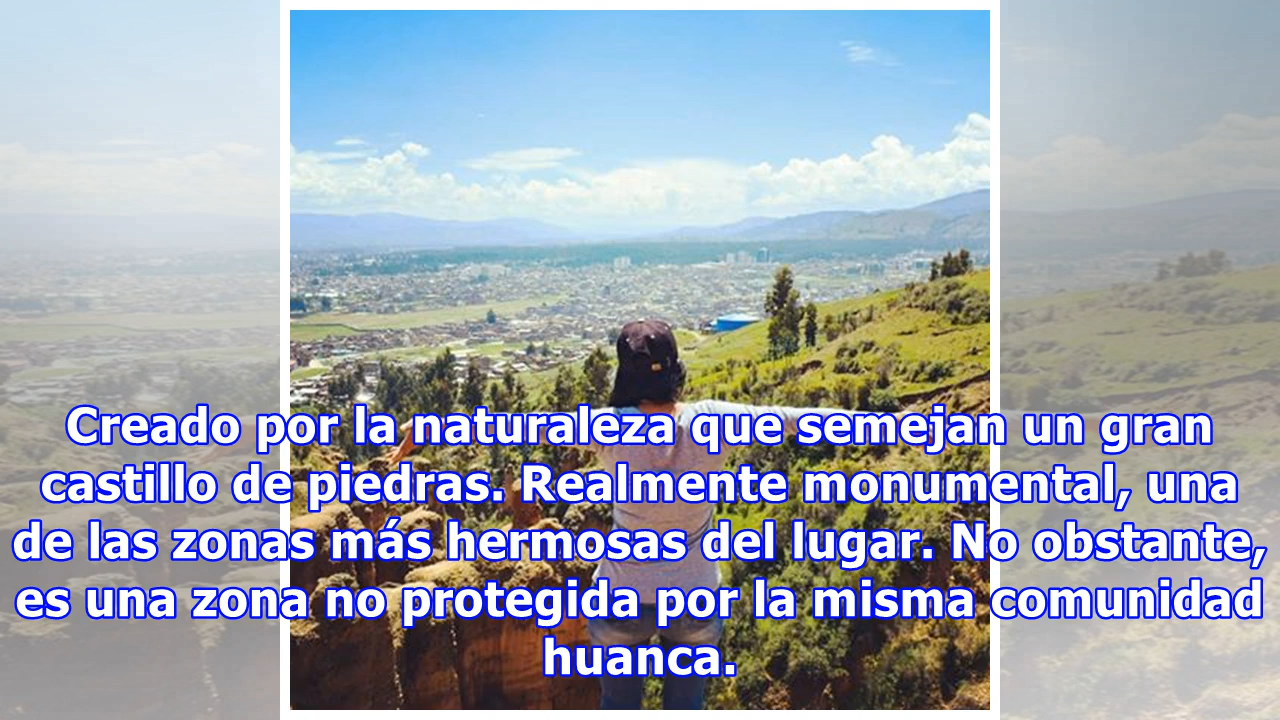 Creado por la naturaleza que semejan un gran
castillo de piedras. Realmente monumental, una
de las zonas más hermosas del lugar. No obstante,
es una zona no protegida por la misma comunidad
huanca.